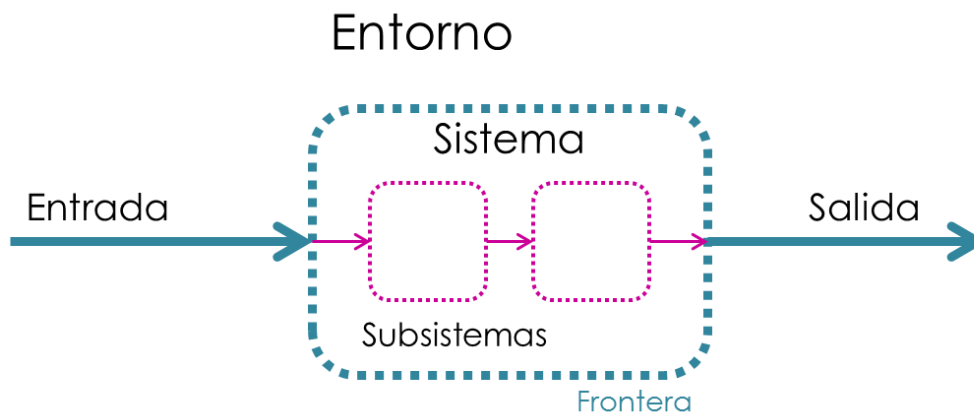 Entorno
Sistema
Entrada
Salida
Subsistemas
Frontera